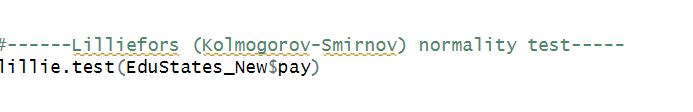 #------Lilliefors (Kolmogorov-Smirnov) normality test-----
lillie.test(EduStates_New$pay)